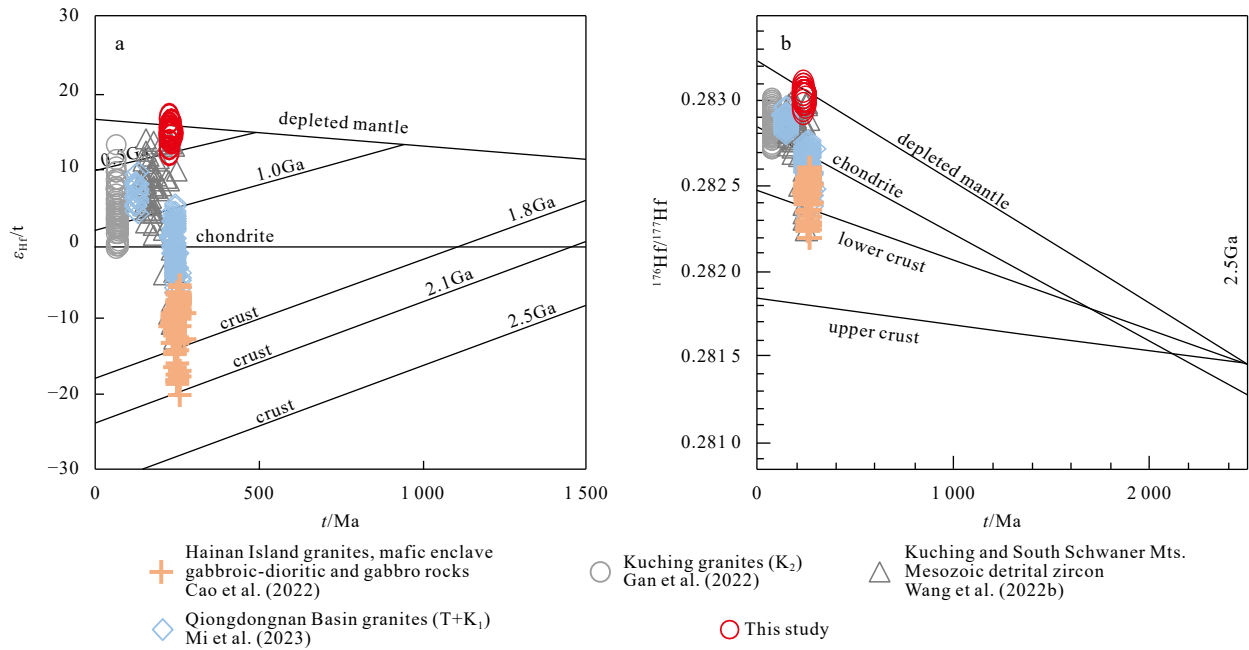 30
20
10
0
−10
−20
−30
εHf/t
a
depleted mantle
0.5Ga
1.0Ga
chondrite
1.8Ga
2.1Ga
2.5Ga
crust
crust
crust
0
500
1 000
1 500
t/Ma
b
0.283 0
0.282 5
0.282 0
0.281 5
0.281 0
¹⁷⁶Hf/¹⁷⁷Hf
depleted mantle
chondrite
lower crust
upper crust
2.5Ga
0
1 000
2 000
t/Ma
Hainan Island granites, mafic enclave
gabbroic-dioritic and gabbro rocks
Cao et al. (2022)
Kuching granites (K₂)
Gan et al. (2022)
Kuching and South Schwaner Mts.
Mesozoic detrital zircon
Wang et al. (2022b)
Qiongdongnan Basin granites (T+K₁)
Mi et al. (2023)
This study